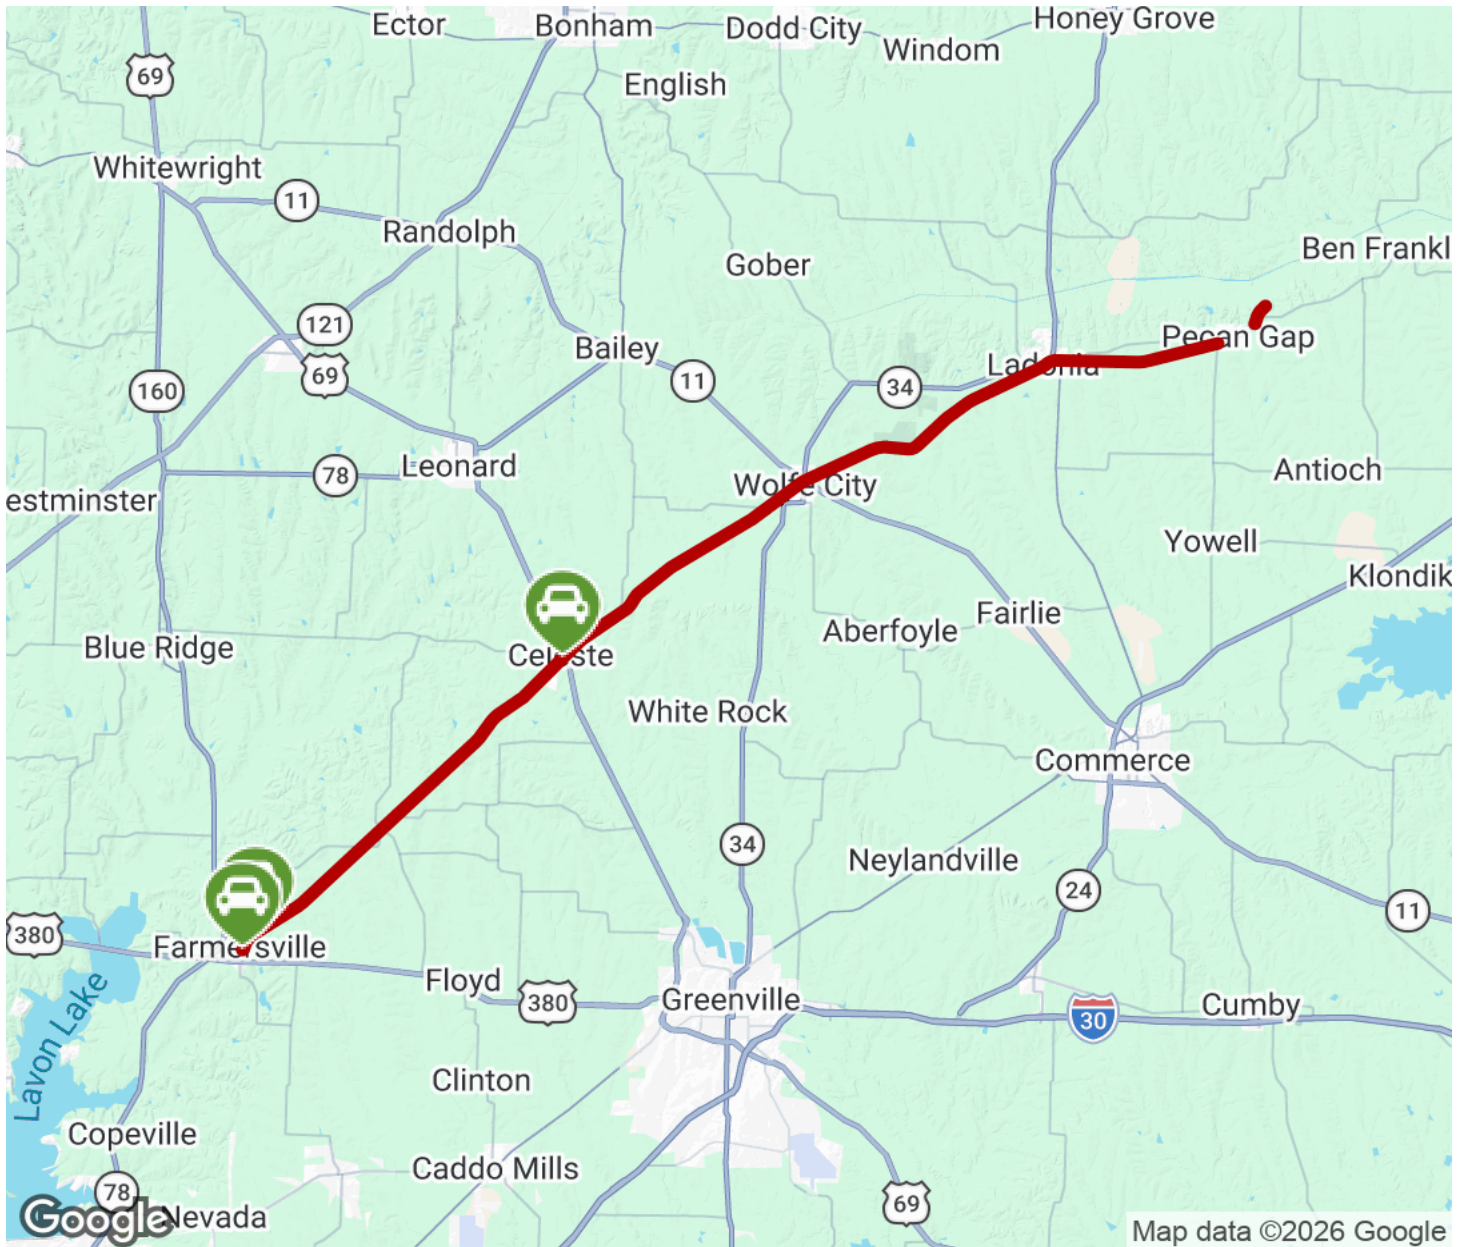 Ector
Bonham
Dodd City
Honey Grove
Windom
69
English
Whitewright
11
Randolph
Gober
Ben Frankl
121
Pecan Gap
Bailey
Ladonia
69
11
34
160
Leonard
78
Wolfe City
Antioch
estminster
Yowell
Klondik
Fairlie
Aberfoyle
Blue Ridge
Celeste
White Rock
Commerce
34
Neylandville
24
11
380
Farmersville
Floyd
380
Greenville
Cumby
30
Lavon Lake
Clinton
Copeville
Caddo Mills
78
69
Nevada
Google
Map data ©2026 Google